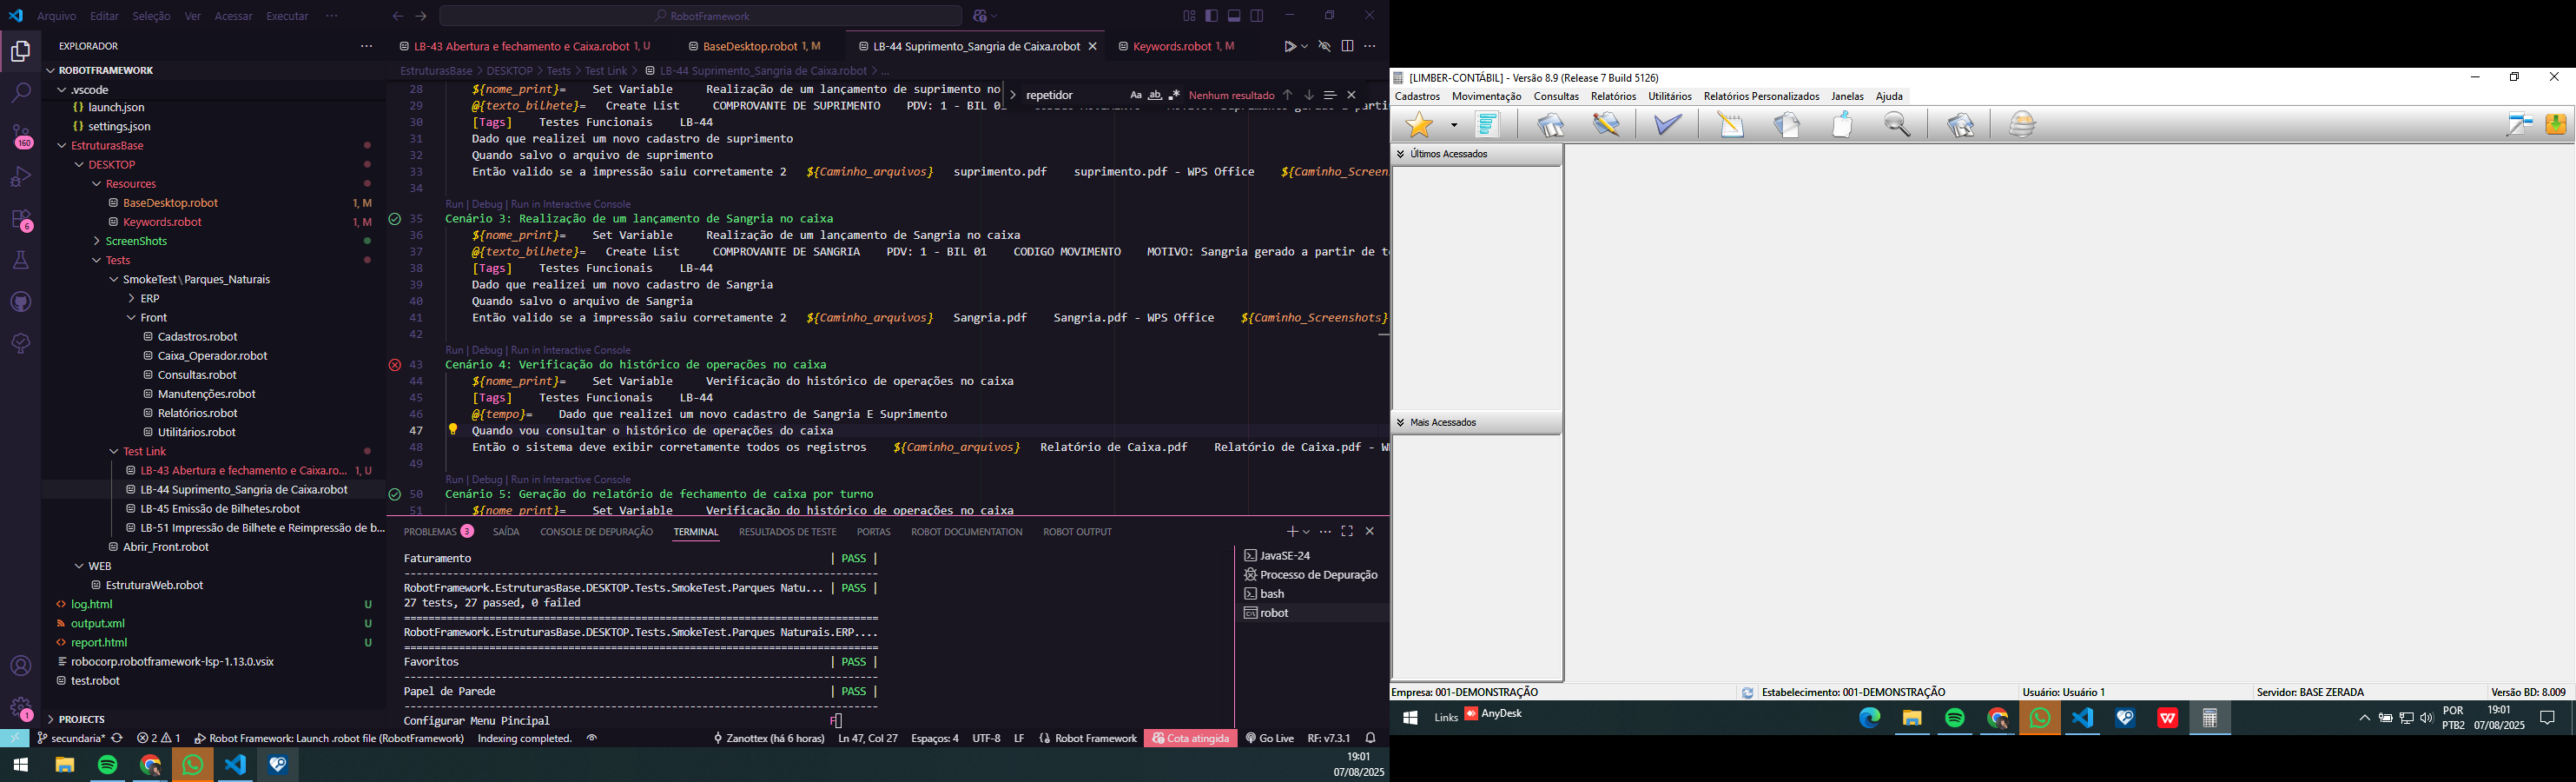 Arquivo Editar Seleção Ver Acessar Executar ···
RobotFramework
EXPLORADOR
ROBOTFRAMEWORK
.vscode
launch.json
settings.json
EstruturasBase
DESKTOP
Resources
BaseDesktop.robot 1, M
Keywords.robot 1, M
ScreenShots
Tests
SmokeTest\Parques_Naturais
ERP
Front
Cadastros.robot
Caixa_Operador.robot
Consultas.robot
Manutenções.robot
Relatórios.robot
Utilitários.robot
Test Link
LB-43 Abertura e fechamento e Caixa.ro... 1, U
LB-44 Suprimento_Sangria de Caixa.robot
LB-45 Emissão de Bilhetes.robot
LB-51 Impressão de Bilhete e Reimpressão de b...
Abrir_Front.robot
WEB
EstruturaWeb.robot
log.html U
output.xml U
report.html U
robocorp.robotframework-lsp-1.13.0.vsix
test.robot
PROJECTS
160
6
1
LB-43 Abertura e fechamento e Caixa.robot 1, U
BaseDesktop.robot 1, M
LB-44 Suprimento_Sangria de Caixa.robot
Keywords.robot 1, M
EstruturasBase > DESKTOP > Tests > Test Link > LB-44 Suprimento_Sangria de Caixa.robot > ...
repetidor Aa ab Nenhum resultado
28 ${nome_print}= Set Variable Realização de um lançamento de suprimento no
29 @{texto_bilhete}= Create List COMPROVANTE DE SUPRIMENTO PDV: 1 - BIL 01
30 [Tags] Testes Funcionais LB-44
31 Dado que realizei um novo cadastro de suprimento
32 Quando salvo o arquivo de suprimento
33 Então valido se a impressão saiu corretamente 2 ${Caminho_arquivos} suprimento.pdf suprimento.pdf - WPS Office ${Caminho_Screen
34
Run | Debug | Run in Interactive Console
35 Cenário 3: Realização de um lançamento de Sangria no caixa
36 ${nome_print}= Set Variable Realização de um lançamento de Sangria no caixa
37 @{texto_bilhete}= Create List COMPROVANTE DE SANGRIA PDV: 1 - BIL 01 CODIGO MOVIMENTO MOTIVO: Sangria gerado a partir de t
38 [Tags] Testes Funcionais LB-44
39 Dado que realizei um novo cadastro de Sangria
40 Quando salvo o arquivo de Sangria
41 Então valido se a impressão saiu corretamente 2 ${Caminho_arquivos} Sangria.pdf Sangria.pdf - WPS Office ${Caminho_Screenshots}
42
Run | Debug | Run in Interactive Console
43 Cenário 4: Verificação do histórico de operações no caixa
44 ${nome_print}= Set Variable Verificação do histórico de operações no caixa
45 [Tags] Testes Funcionais LB-44
46 @{tempo}= Dado que realizei um novo cadastro de Sangria E Suprimento
47 Quando vou consultar o histórico de operações do caixa
48 Então o sistema deve exibir corretamente todos os registros ${Caminho_arquivos} Relatório de Caixa.pdf Relatório de Caixa.pdf - W
49
Run | Debug | Run in Interactive Console
50 Cenário 5: Geração do relatório de fechamento de caixa por turno
51 ${nome_print}= Set Variable Verificação do histórico de operações no caixa
PROBLEMAS 3 SAÍDA CONSOLE DE DEPURAÇÃO TERMINAL RESULTADOS DE TESTE PORTAS ROBOT DOCUMENTATION ROBOT OUTPUT
Faturamento | PASS |
------------------------------------------------------------------------------
RobotFramework.EstruturasBase.DESKTOP.Tests.SmokeTest.Parques Natu... | PASS |
27 tests, 27 passed, 0 failed
==============================================================================
RobotFramework.EstruturasBase.DESKTOP.Tests.SmokeTest.Parques Naturais.ERP....
==============================================================================
Favoritos | PASS |
------------------------------------------------------------------------------
Papel de Parede | PASS |
------------------------------------------------------------------------------
Configurar Menu Pincipal F
JavaSE-24
Processo de Depuração
bash
robot
secundaria* 2 1 Robot Framework: Launch .robot file (RobotFramework) Indexing completed. Zanottex (há 6 horas) Ln 47, Col 27 Espaços: 4 UTF-8 LF Robot Framework Cota atingida Go Live RF: v7.3.1
19:01
07/08/2025
[LIMBER-CONTÁBIL] - Versão 8.9 (Release 7 Build 5126)
Cadastros Movimentação Consultas Relatórios Utilitários Relatórios Personalizados Janelas Ajuda
Últimos Acessados
Mais Acessados
Empresa: 001-DEMONSTRAÇÃO Estabelecimento: 001-DEMONSTRAÇÃO Usuário: Usuário 1 Servidor: BASE ZERADA Versão BD: 8.009
Links AnyDesk
POR
PTB2
19:01
07/08/2025